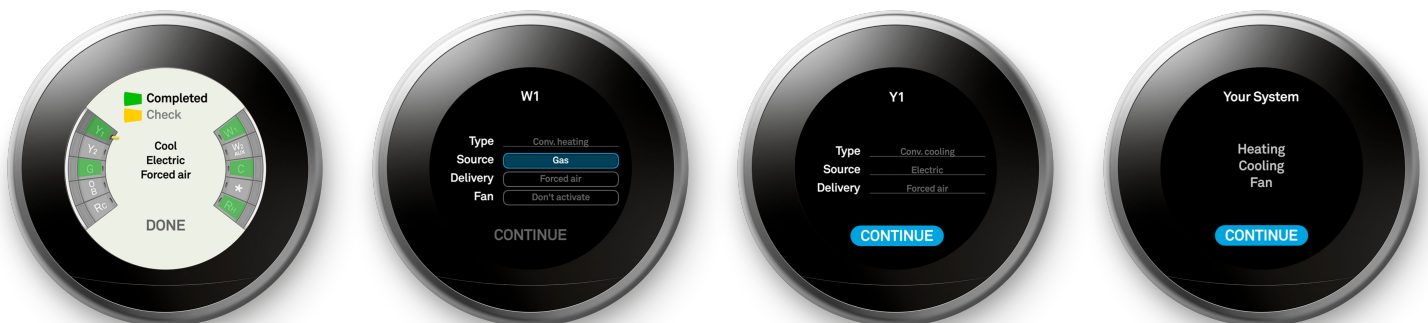 Completed
Check
Y1
Y2
G
O
B
RC
Cool
Electric
Forced air
W1
W2
AUX
C
*
RH
DONE
W1
Type Conv. heating
Source Gas
Delivery Forced air
Fan Don't activate
CONTINUE
Y1
Type Conv. cooling
Source Electric
Delivery Forced air
CONTINUE
Your System
Heating
Cooling
Fan
CONTINUE